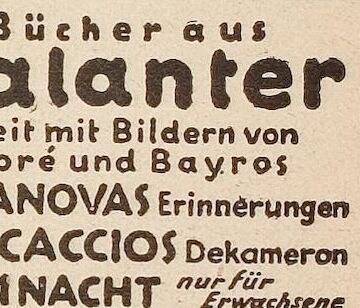 Bücher aus
alanter
eit mit Bildern von
oré und Bayros
ANOVAS Erinnerungen
CACCIOS Dekameron
NACHT nur für
Erwachsene